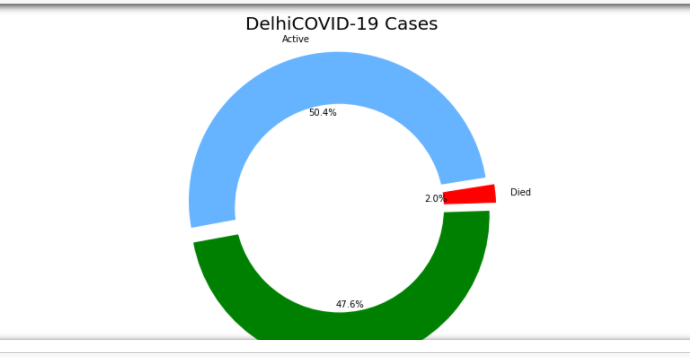 DelhiCOVID-19 Cases
Active
50.4%
2.0%
Died
47.6%